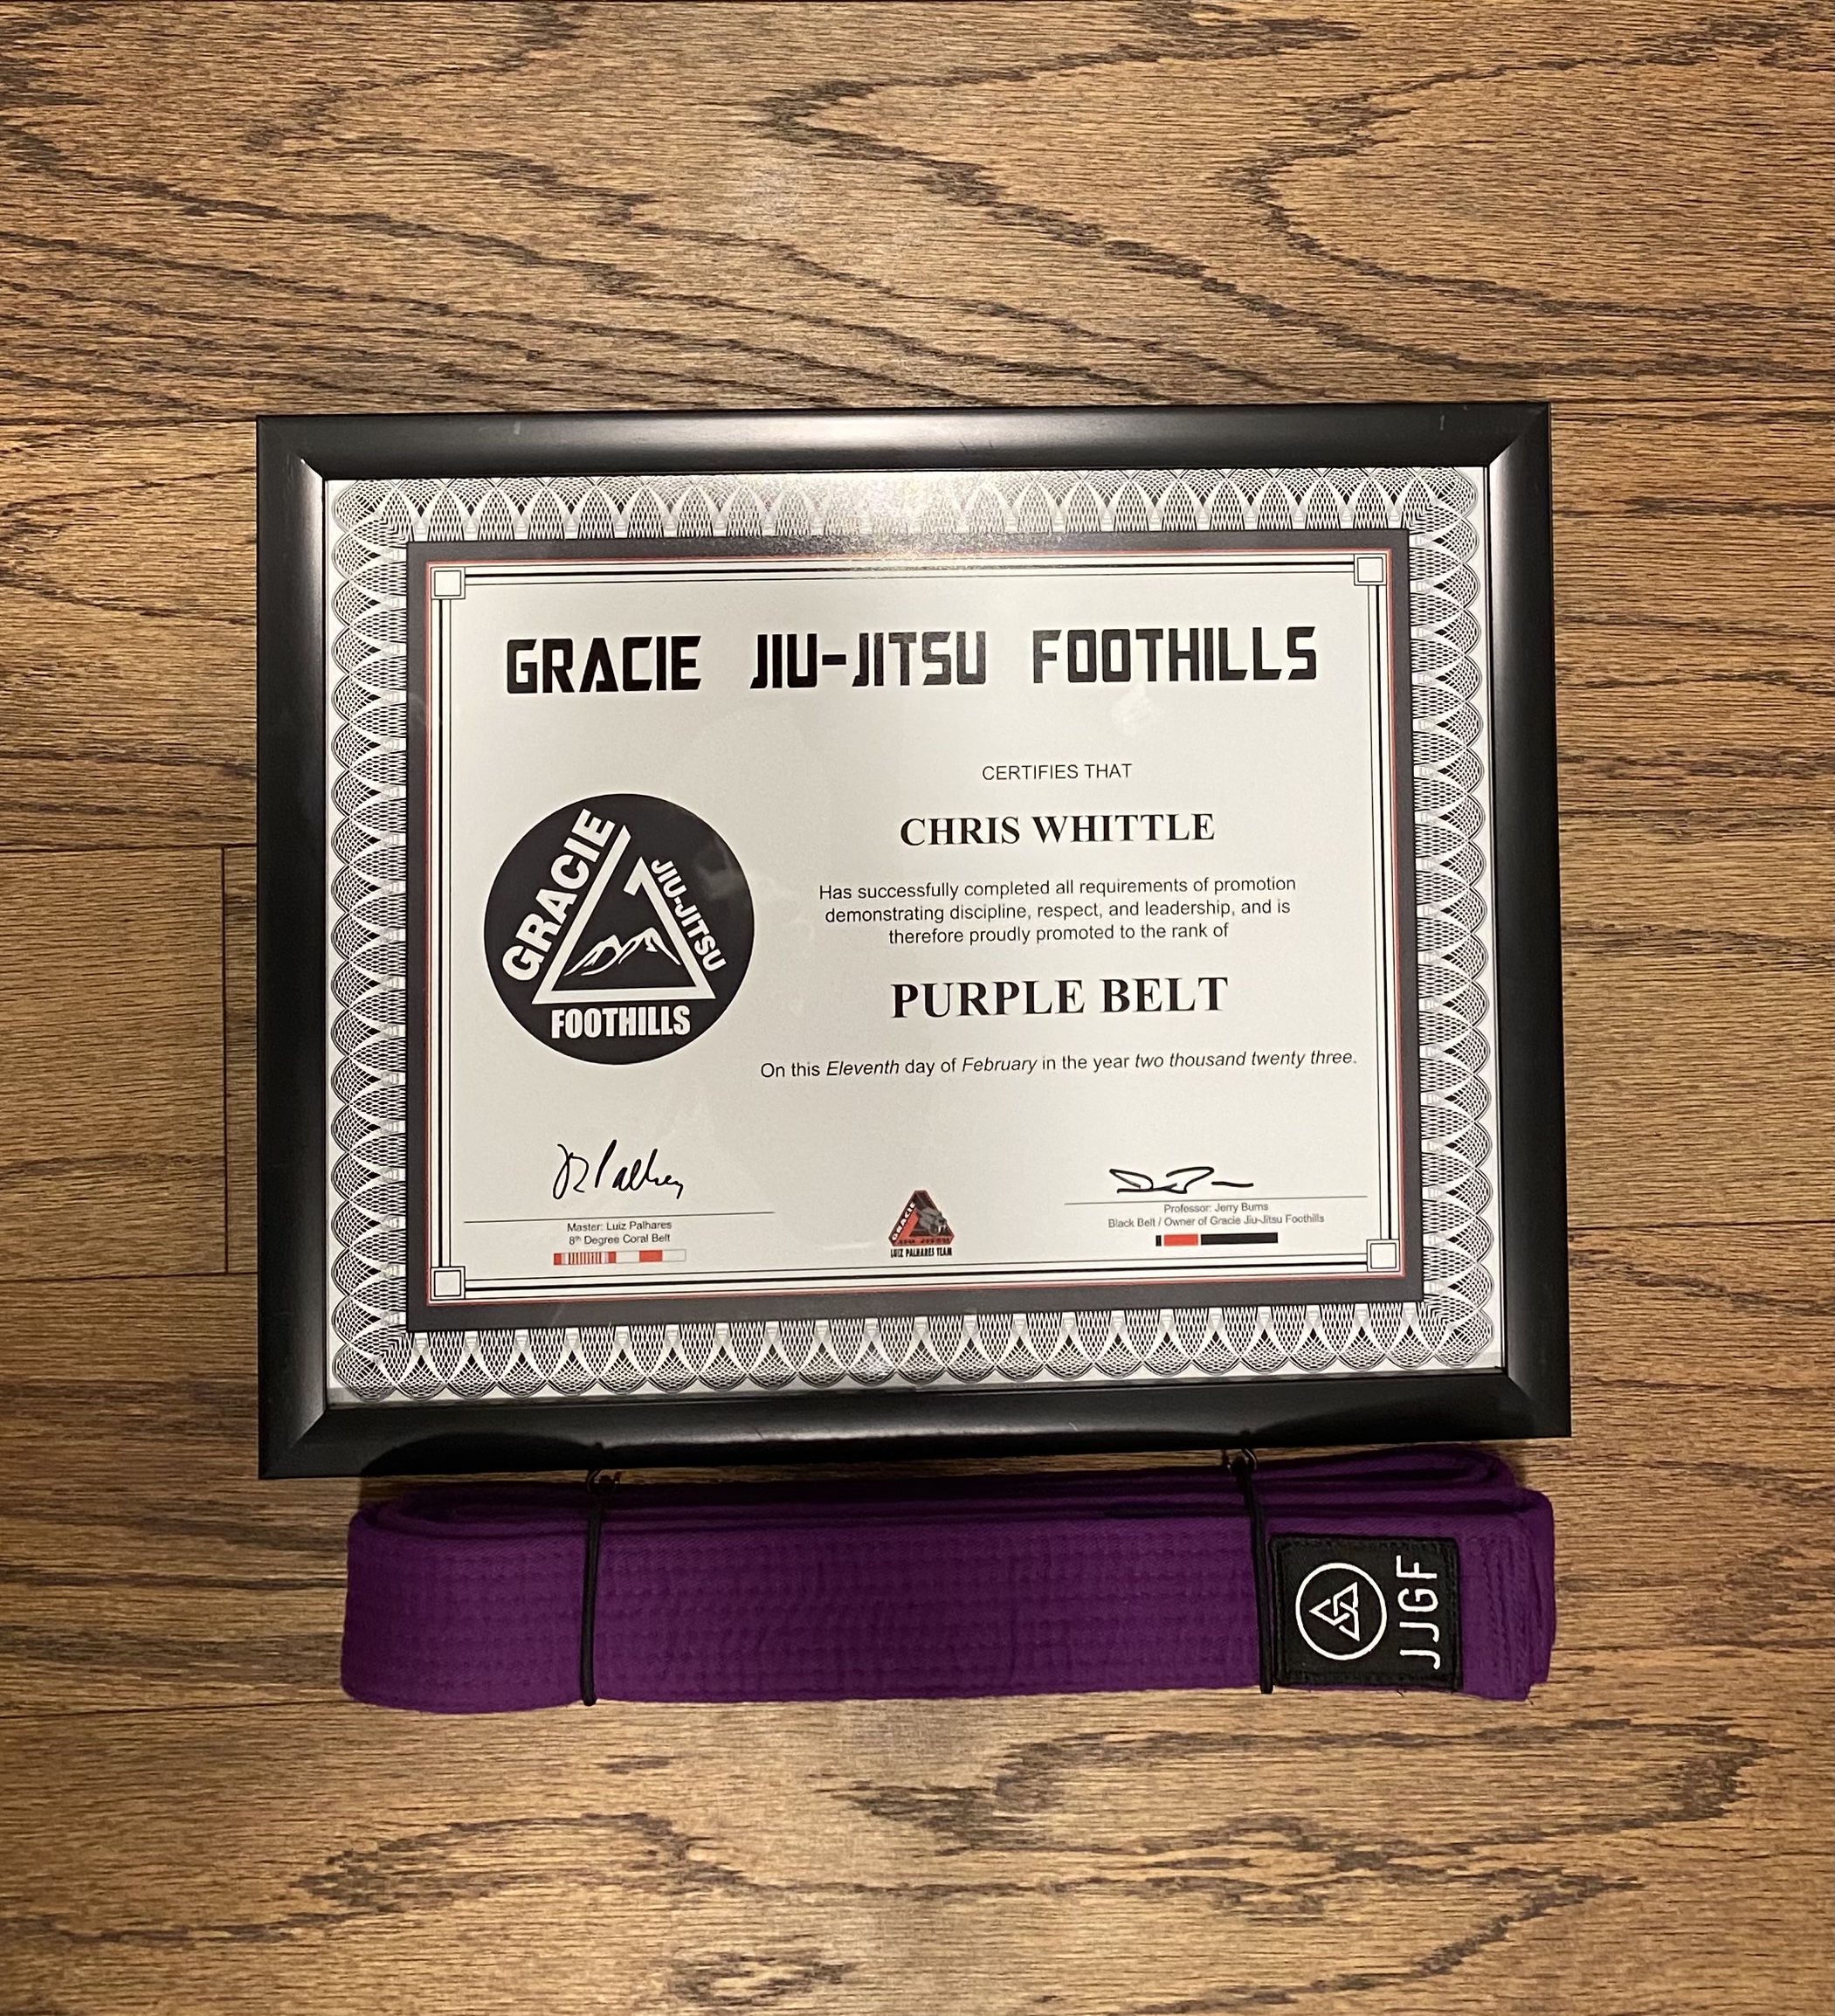 GRACIE JIU-JITSU FOOTHILLS
CERTIFIES THAT
CHRIS WHITTLE
Has successfully completed all requirements of promotion
demonstrating discipline, respect, and leadership, and is
therefore proudly promoted to the rank of
PURPLE BELT
On this Eleventh day of February in the year two thousand twenty three.
GRACIE
JIU-JITSU
FOOTHILLS
Master: Luiz Palhares
8th Degree Coral Belt
GRACIE
JIU JITSU
LUIZ PALHARES TEAM
Professor: Jerry Burns
Black Belt / Owner of Gracie Jiu-Jitsu Foothills
JJGF